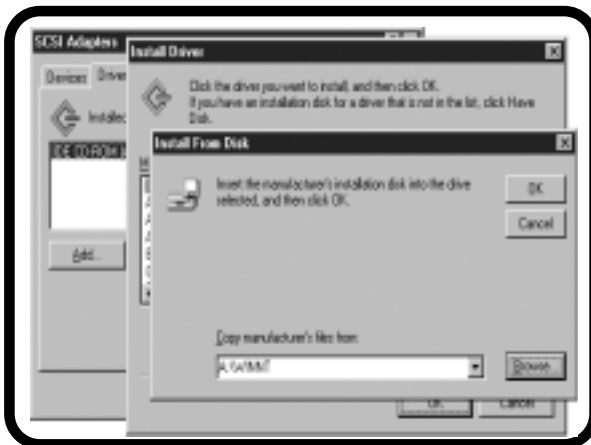 SCSI Adapters
Install Driver
Devices
Click the driver you want to install, and then click OK.
If you have an installation disk for a driver that is not in the list, click Have
Disk.
Install From Disk
IDE CD-ROM
Insert the manufacturer's installation disk into the drive
selected, and then click OK.
OK
Cancel
Add...
Copy manufacturer's files from:
Browse...
OK
Cancel